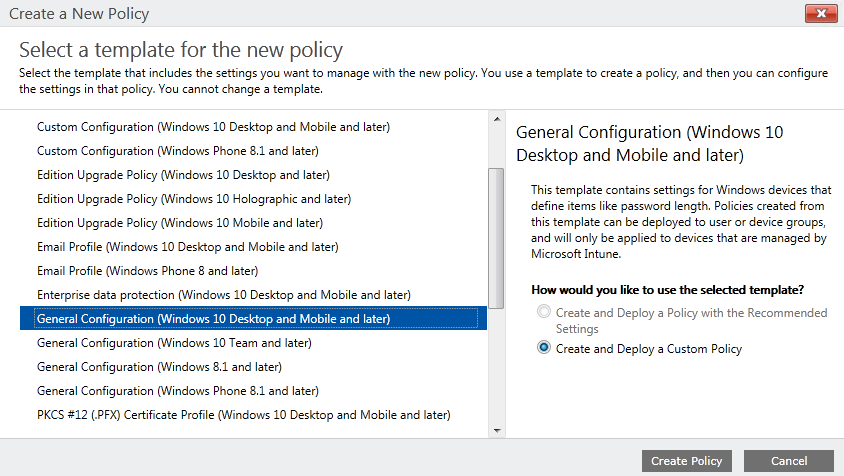 Create a New Policy
Select a template for the new policy
Select the template that includes the settings you want to manage with the new policy. You use a template to create a policy, and then you can configure
the settings in that policy. You cannot change a template.
Custom Configuration (Windows 10 Desktop and Mobile and later)
Custom Configuration (Windows Phone 8.1 and later)
Edition Upgrade Policy (Windows 10 Desktop and later)
Edition Upgrade Policy (Windows 10 Holographic and later)
Edition Upgrade Policy (Windows 10 Mobile and later)
Email Profile (Windows 10 Desktop and Mobile and later)
Email Profile (Windows Phone 8 and later)
Enterprise data protection (Windows 10 Desktop and Mobile and later)
General Configuration (Windows 10 Desktop and Mobile and later)
General Configuration (Windows 10 Team and later)
General Configuration (Windows 8.1 and later)
General Configuration (Windows Phone 8.1 and later)
PKCS #12 (.PFX) Certificate Profile (Windows 10 Desktop and Mobile and later)
General Configuration (Windows 10
Desktop and Mobile and later)
This template contains settings for Windows devices that
define items like password length. Policies created from
this template can be deployed to user or device groups,
and will only be applied to devices that are managed by
Microsoft Intune.
How would you like to use the selected template?
Create and Deploy a Policy with the Recommended
Settings
Create and Deploy a Custom Policy
Create Policy
Cancel